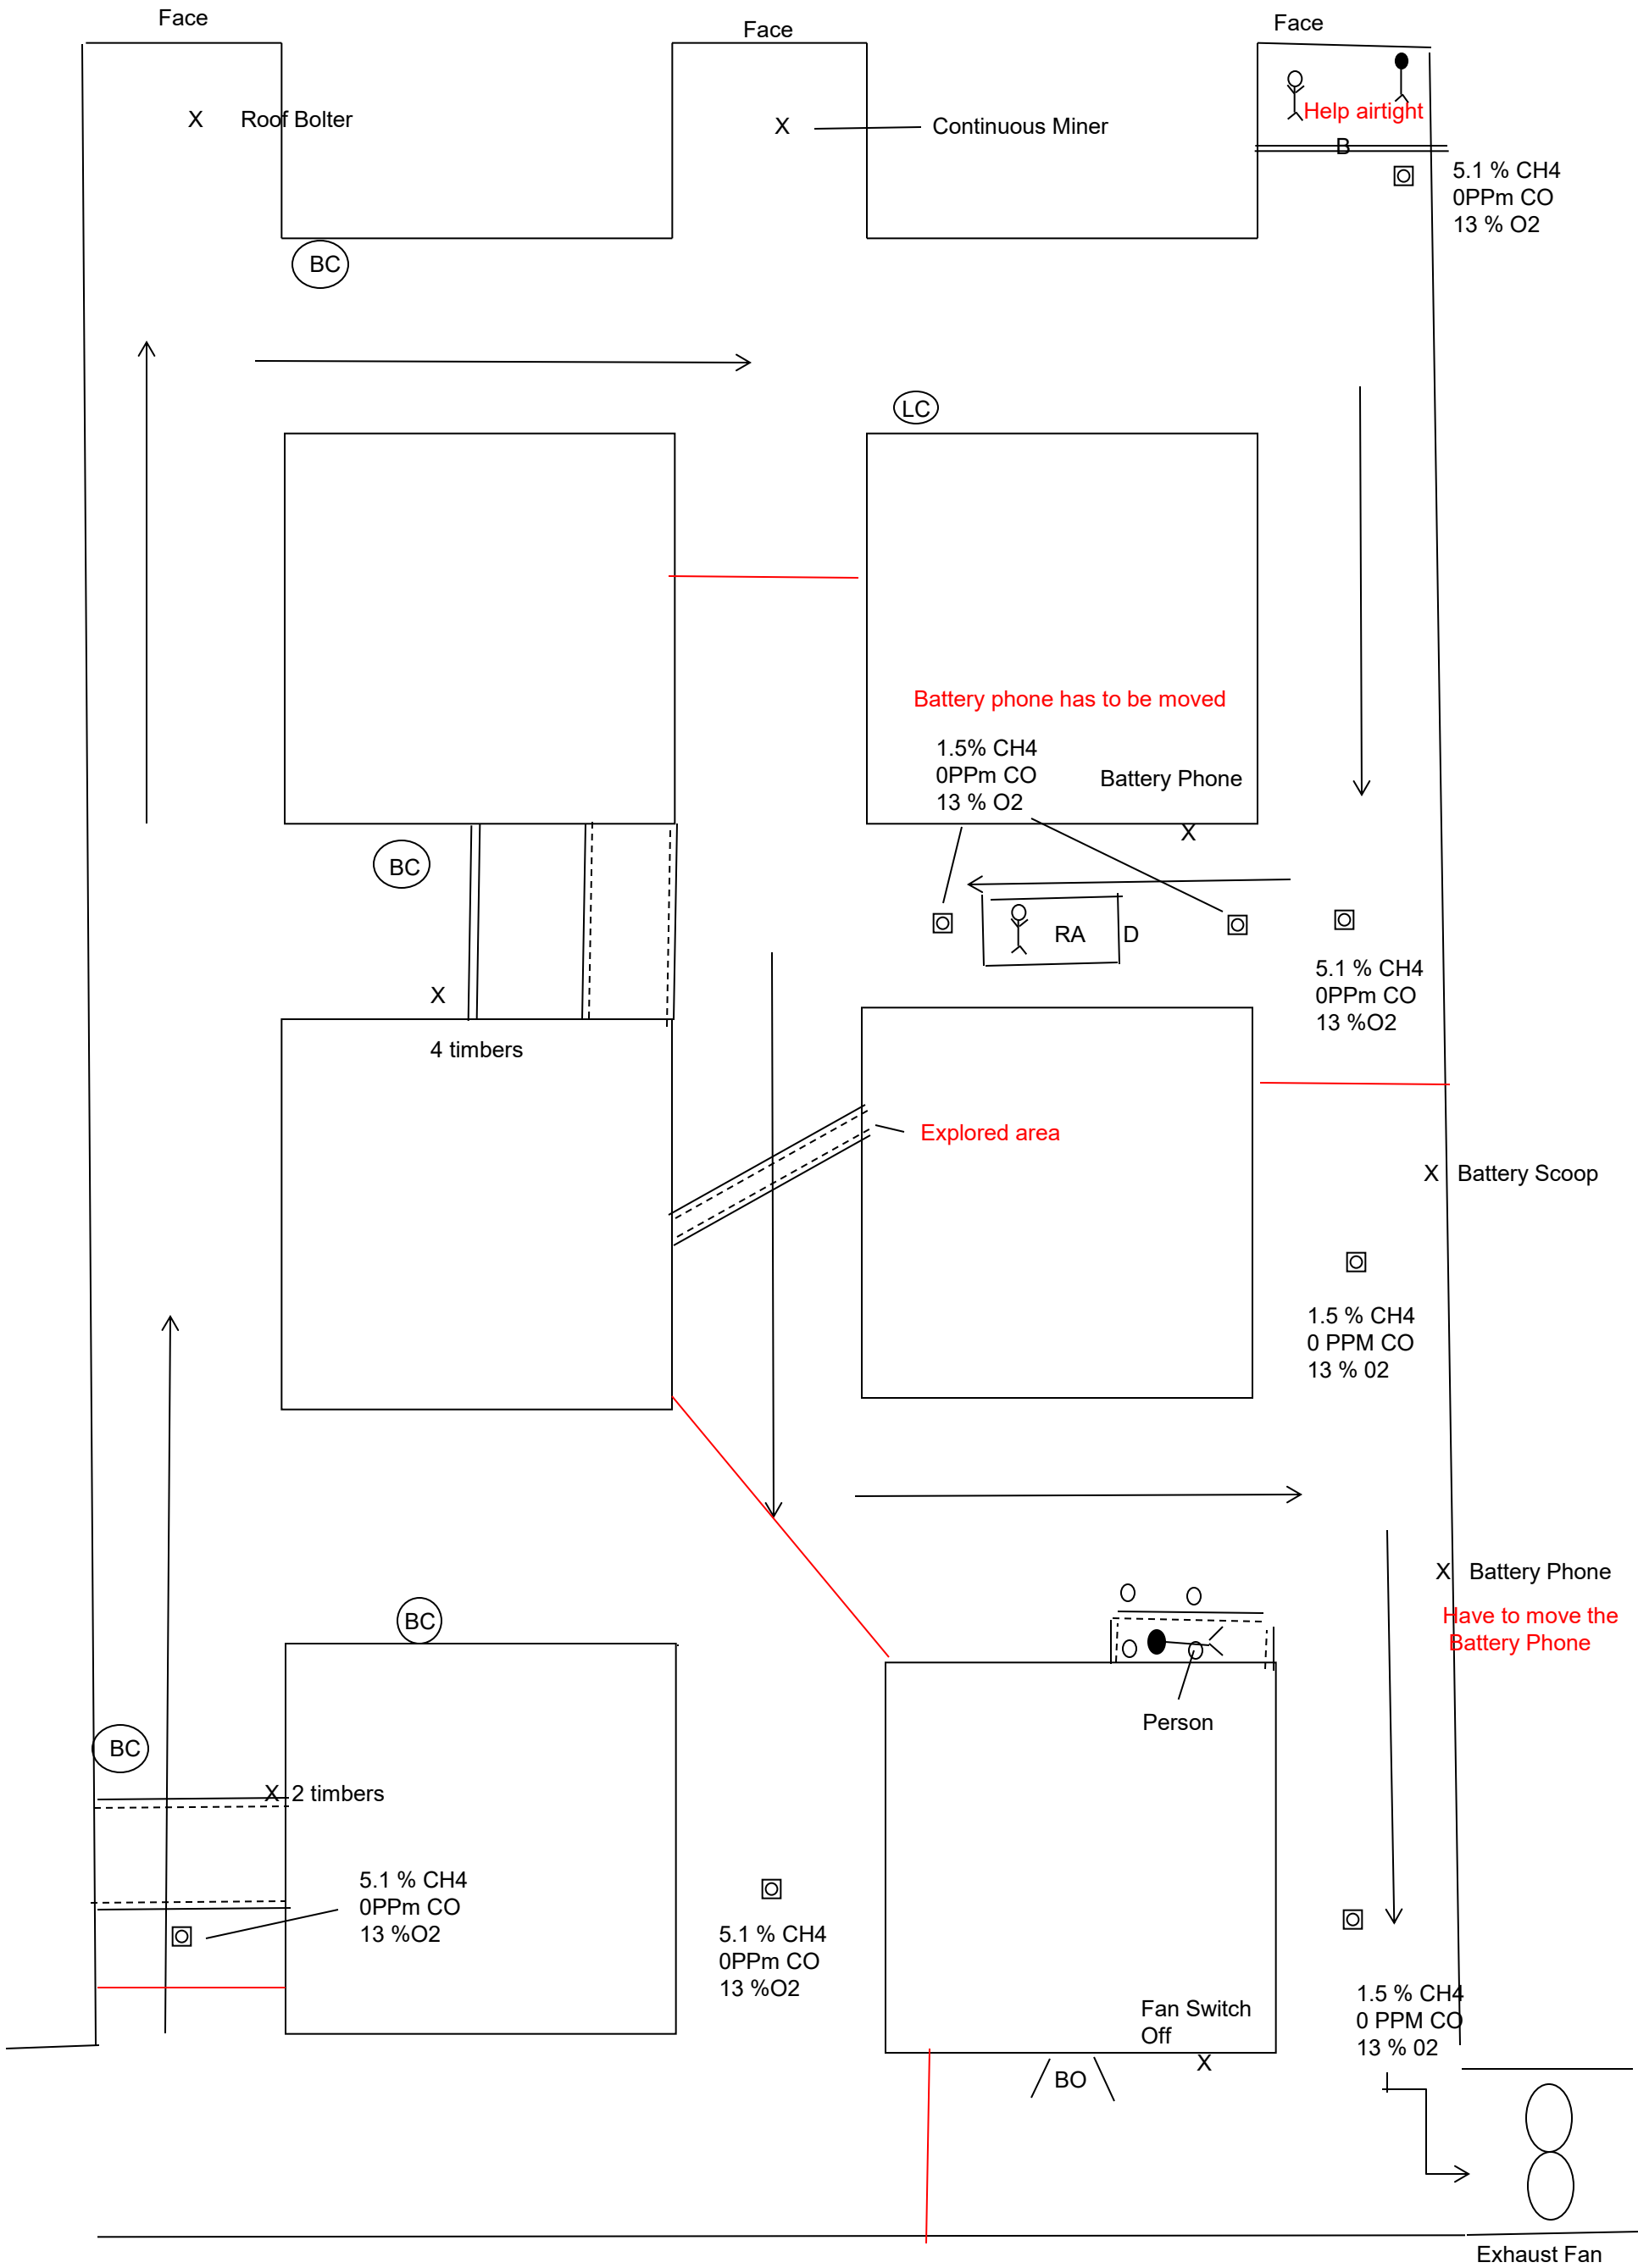 Face
Face
Face
X Roof Bolter
X
Continuous Miner
Help airtight
B
5.1 % CH4
0PPm CO
13 % O2
BC
LC
Battery phone has to be moved
1.5% CH4
0PPm CO
13 % O2
Battery Phone
X
BC
RA D
X
4 timbers
5.1 % CH4
0PPm CO
13 %O2
Explored area
X Battery Scoop
1.5 % CH4
0 PPM CO
13 % 02
X Battery Phone
Have to move the
Battery Phone
BC
Person
BC
X 2 timbers
5.1 % CH4
0PPm CO
13 %O2
5.1 % CH4
0PPm CO
13 %O2
Fan Switch
Off
X
BO
1.5 % CH4
0 PPM CO
13 % 02
Exhaust Fan